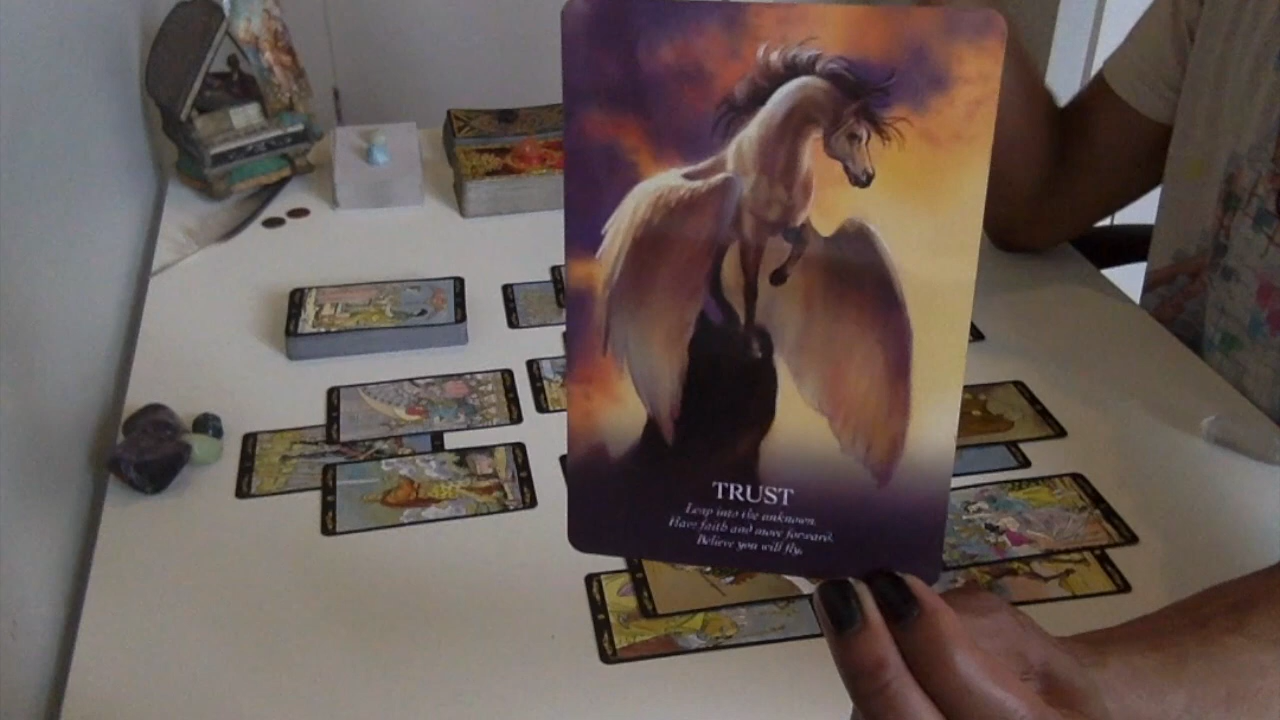 TRUST
Leap into the unknown.
Have faith and move forward.
Believe you will fly.